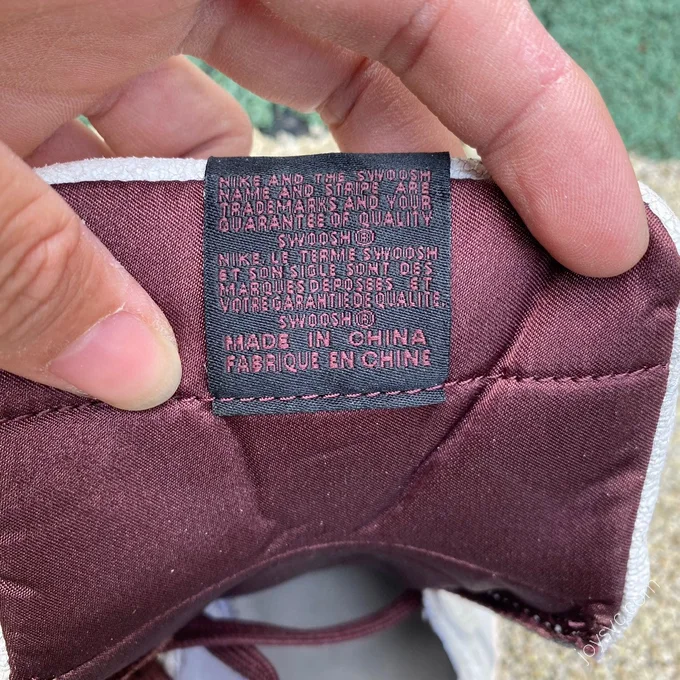 NIKE AND THE SWOOSH
NAME AND STRIPE ARE
TRADEMARKS AND YOUR
GUARANTEE OF QUALITY
SWOOSH®
NIKE, LE TERME SWOOSH
ET SON SIGLE SONT DES
MARQUES DEPOSÉES ET
VOTRE GARANTIE DE QUALITE.
SWOOSH®
MADE IN CHINA
FABRIQUE EN CHINE